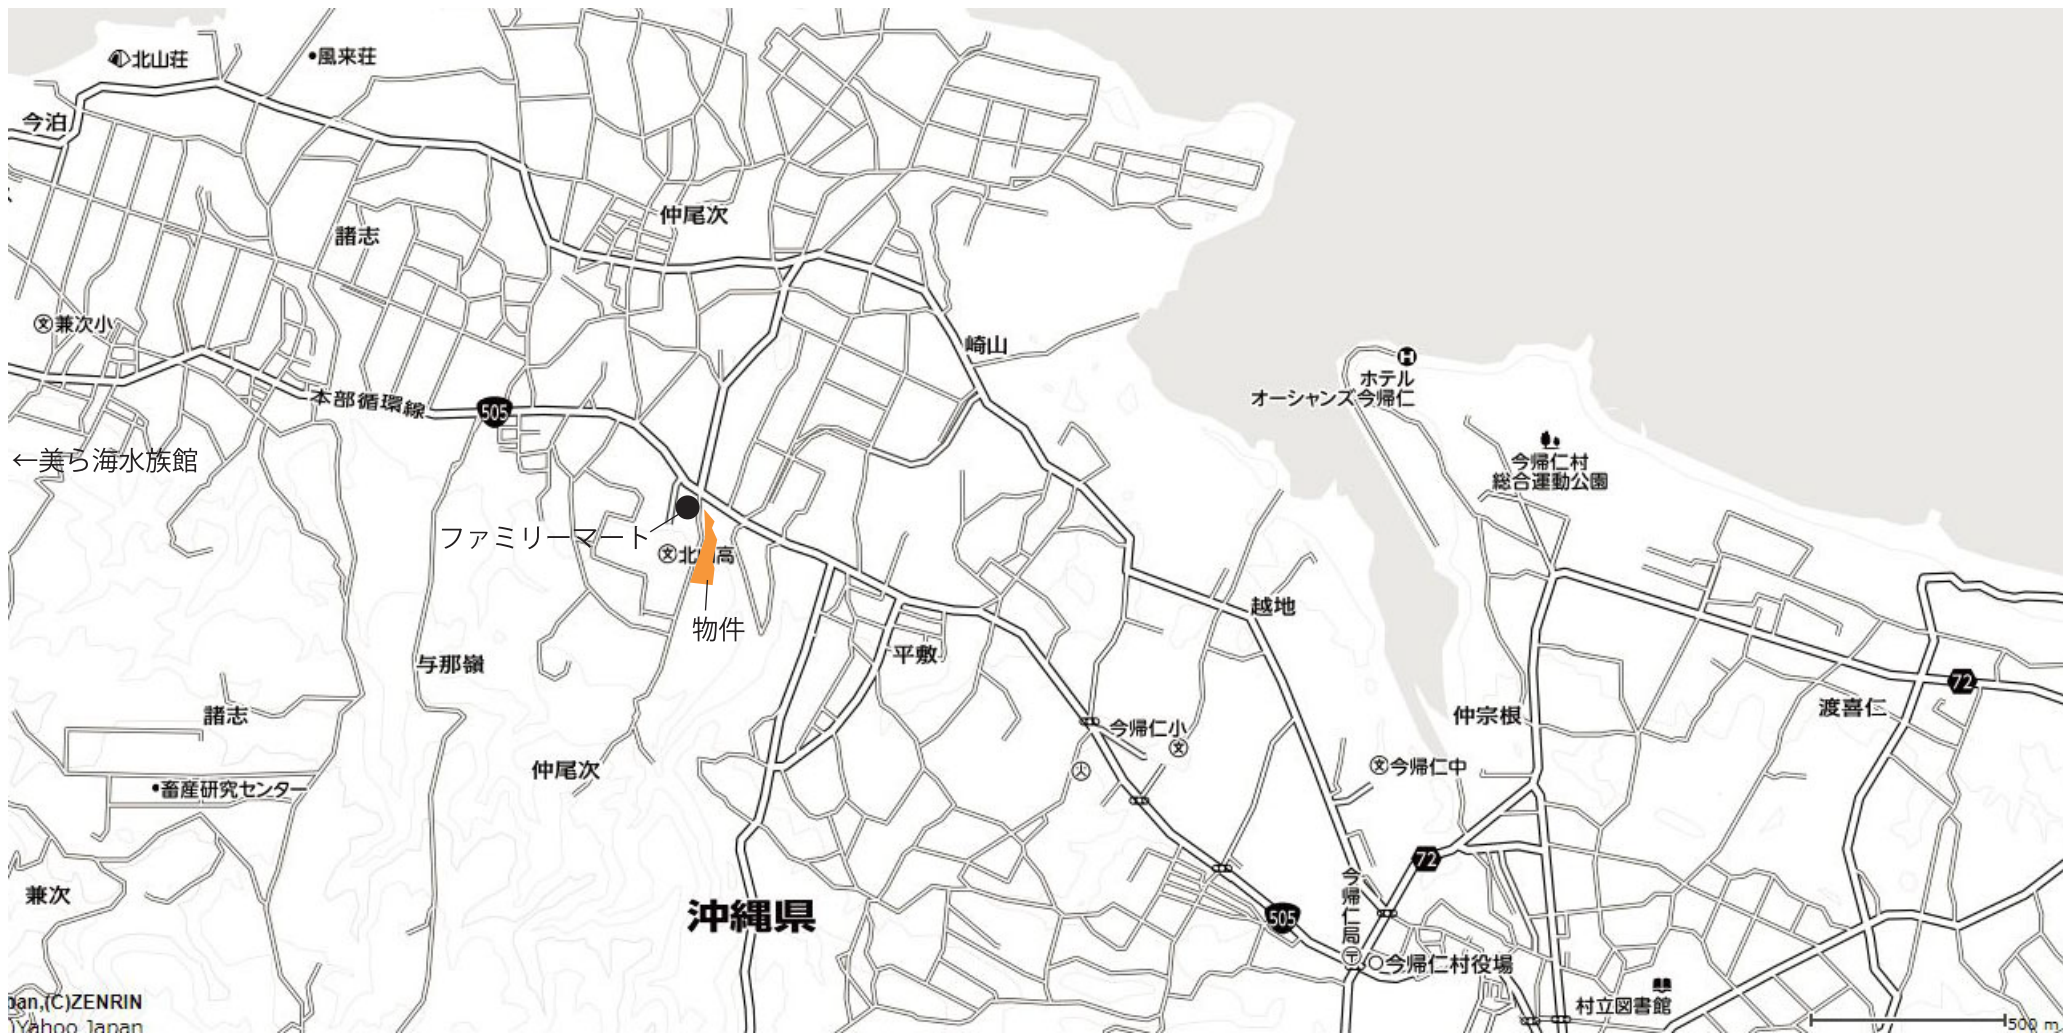 北山荘
•風来荘
今泊
仲尾次
諸志
兼次小
崎山
ホテル
オーシャンズ今帰仁
本部循環線
505
←美ら海水族館
今帰仁村
総合運動公園
ファミリーマート
物件
越地
平敷
与那嶺
72
諸志
今帰仁小
仲宗根
渡喜仁
仲尾次
今帰仁中
•畜産研究センター
72
兼次
沖縄県
505
今帰仁局
今帰仁村役場
村立図書館
pan,(C)ZENRIN
)Yahoo Japan
500 m